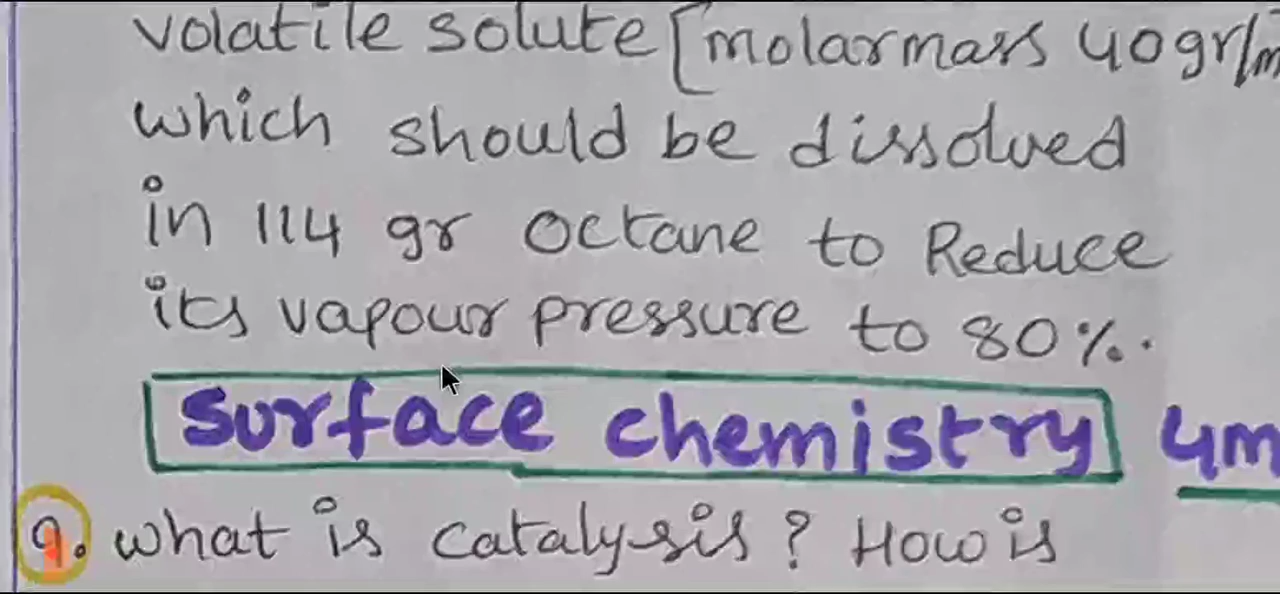 volatile solute [molarmass 40gr/m
which should be dissolved
in 114 gr octane to Reduce
its vapour pressure to 80%.
surface chemistry 4m
9. what is catalysis? How is